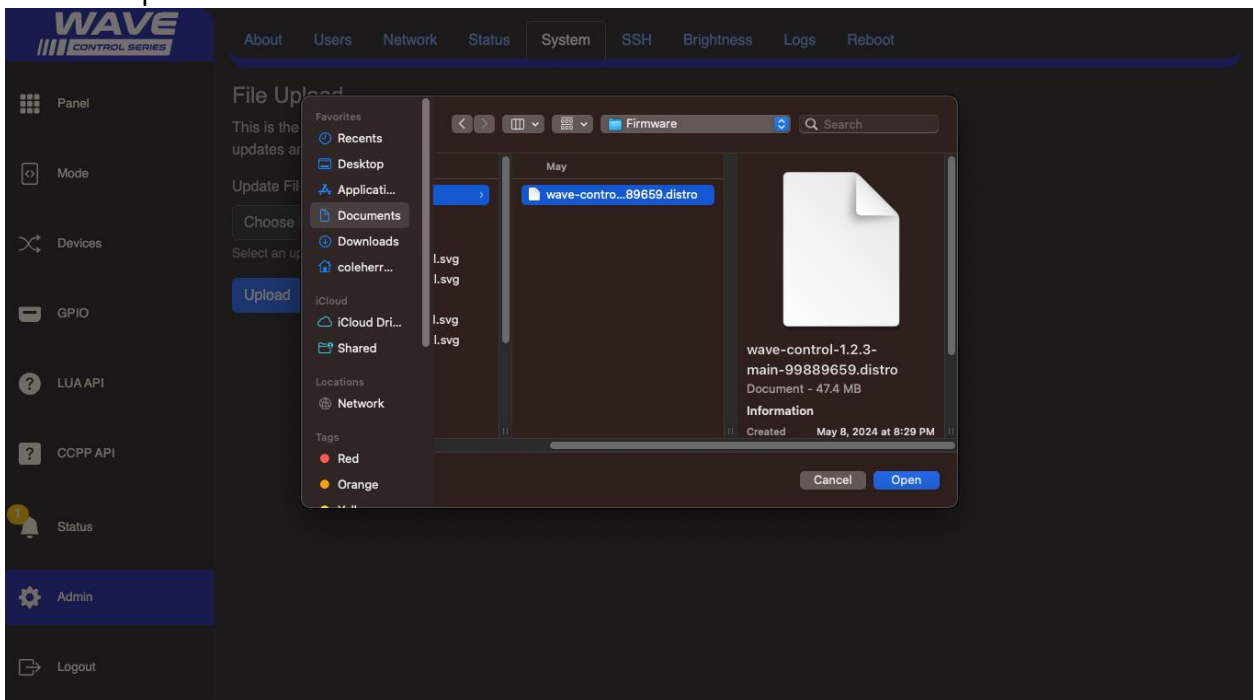 WAVE
CONTROL SERIES
About Users Network Status System SSH Brightness Logs Reboot
Panel
Mode
Devices
GPIO
LUA API
CCPP API
1
Status
Admin
Logout
File Upload
This is the
updates
Update
Choose
Select an
Upload
Favorites
Recents
Desktop
Applicati...
Documents
Downloads
coleherr...
iCloud
iCloud Dri...
Shared
Locations
Network
Tags
Red
Orange
Firmware
Search
l.svg
l.svg
l.svg
l.svg
May
wave-contro...89659.distro
wave-control-1.2.3-
main-99889659.distro
Document - 47.4 MB
Information
Created May 8, 2024 at 8:29 PM
Cancel Open